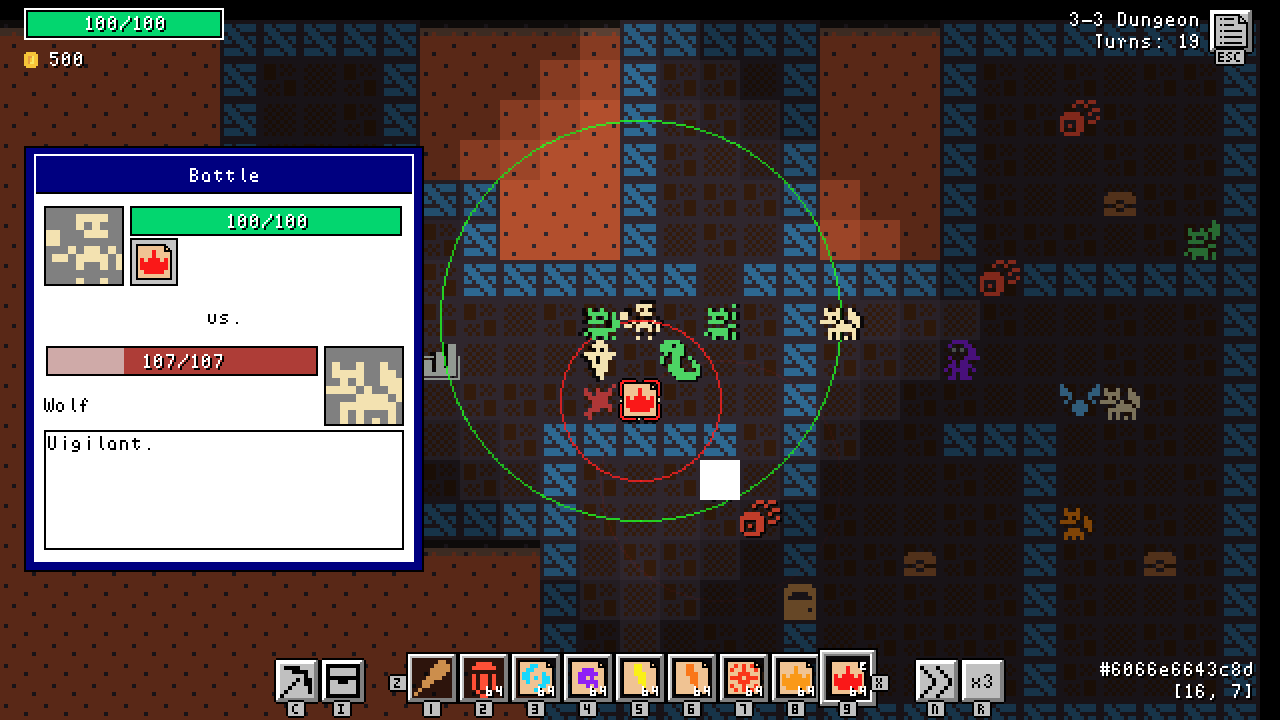 100/100
500
3-3 Dungeon
Turns: 19
ESC
Battle
100/100
vs.
107/107
Wolf
Vigilant.
Z
64
64
64
64
64
64
64
64
X
x3
C
I
1
2
3
4
5
6
7
8
9
N
R
#6066e6643c8d
[16, 7]